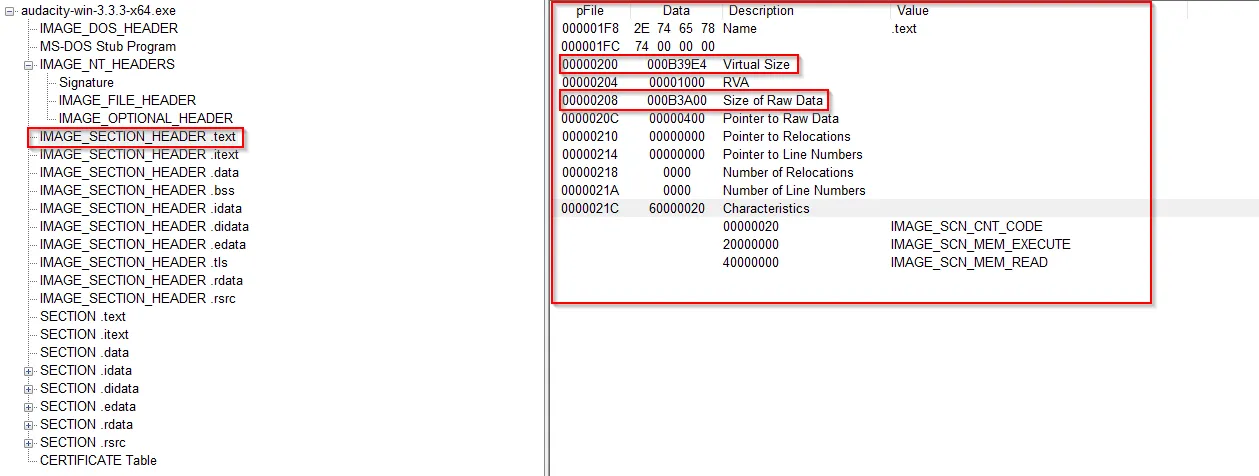 audacity-win-3.3.3-x64.exe
IMAGE_DOS_HEADER
MS-DOS Stub Program
IMAGE_NT_HEADERS
Signature
IMAGE_FILE_HEADER
IMAGE_OPTIONAL_HEADER
IMAGE_SECTION_HEADER .text
IMAGE_SECTION_HEADER .itext
IMAGE_SECTION_HEADER .data
IMAGE_SECTION_HEADER .bss
IMAGE_SECTION_HEADER .idata
IMAGE_SECTION_HEADER .didata
IMAGE_SECTION_HEADER .edata
IMAGE_SECTION_HEADER .tls
IMAGE_SECTION_HEADER .rdata
IMAGE_SECTION_HEADER .rsrc
SECTION .text
SECTION .itext
SECTION .data
SECTION .idata
SECTION .didata
SECTION .edata
SECTION .rdata
SECTION .rsrc
CERTIFICATE Table
pFile Data Description Value
000001F8 2E 74 65 78 Name .text
000001FC 74 00 00 00
00000200 000B39E4 Virtual Size
00000204 00001000 RVA
00000208 000B3A00 Size of Raw Data
0000020C 00000400 Pointer to Raw Data
00000210 00000000 Pointer to Relocations
00000214 00000000 Pointer to Line Numbers
00000218 0000 Number of Relocations
0000021A 0000 Number of Line Numbers
0000021C 60000020 Characteristics
00000020 IMAGE_SCN_CNT_CODE
20000000 IMAGE_SCN_MEM_EXECUTE
40000000 IMAGE_SCN_MEM_READ